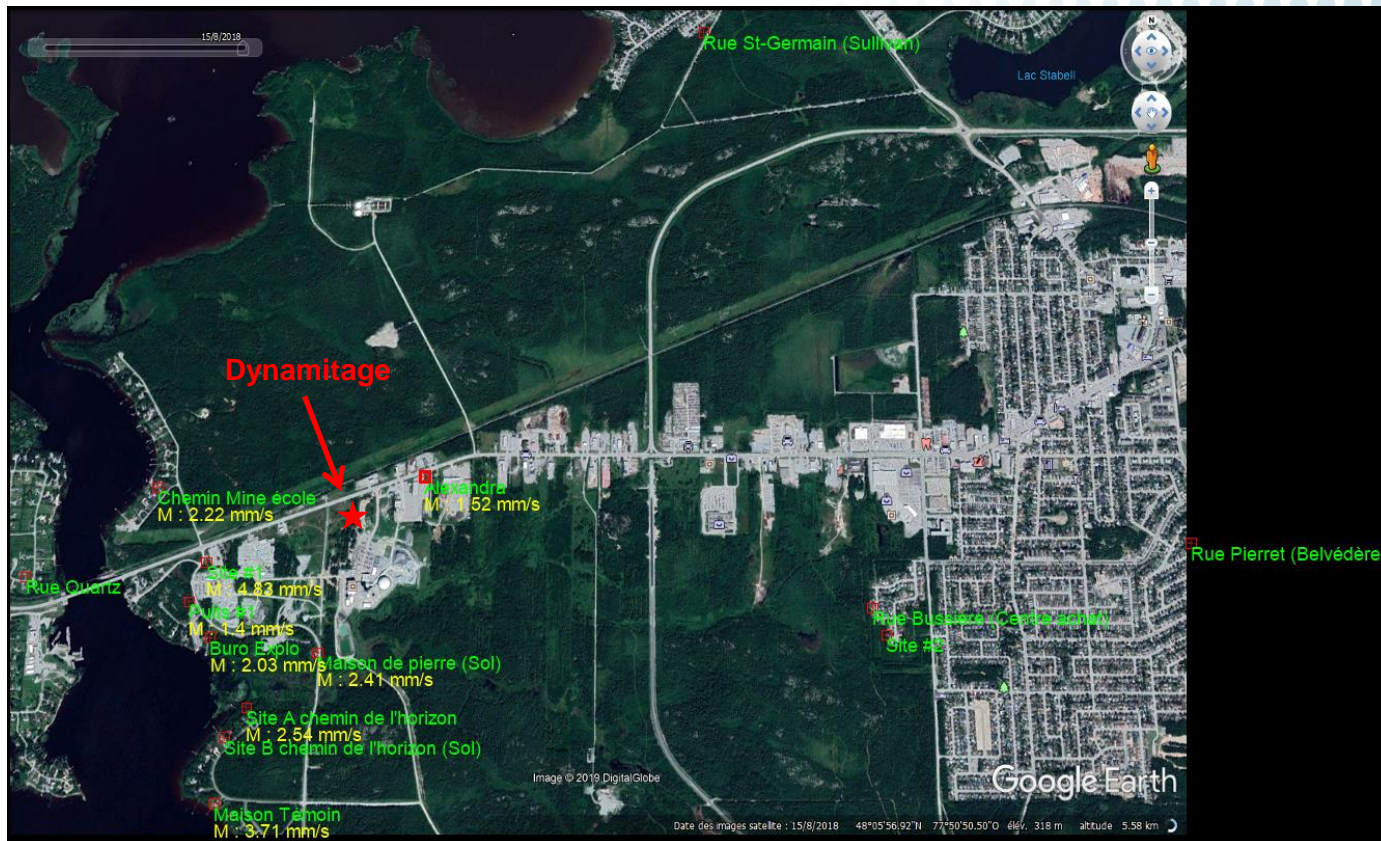 15/8/2018
Rue St-Germain (Sullivan)
N
Lac Stabell
Dynamitage
Chemin Mine école
M : 2.22 mm/s
Alexandra
M : 1.52 mm/s
Rue Pierret (Belvédère
Rue Quartz
Site #1
M : 4.83 mm/s
Puits #1
M : 1.4 mm/s
Rue Bussière (Centre achat)
Site #2
Buro Explo
M : 2.03 mm/s
Maison de pierre (Sol)
M : 2.41 mm/s
Site A chemin de l'horizon
M : 2.54 mm/s
Site B chemin de l'horizon (Sol)
Maison Témoin
M : 3.71 mm/s
Image © 2019 DigitalGlobe
Google Earth
Date des images satellite : 15/8/2018 48°05'56.92"N 77°50'50.50"O élév. 318 m altitude 5.58 km